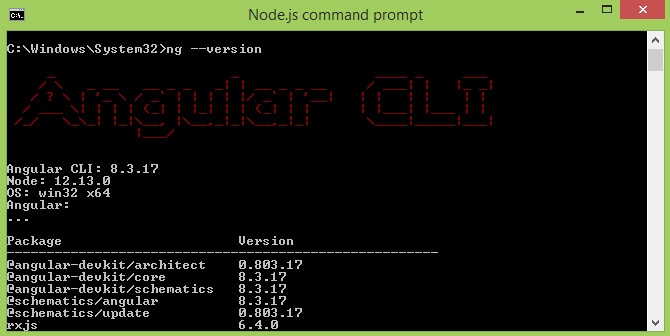 Node.js command prompt
C:\Windows\System32>ng --version
Angular CLI
Angular CLI: 8.3.17
Node: 12.13.0
OS: win32 x64
Angular:
...
Package Version
------------------------------------------------------
@angular-devkit/architect 0.803.17
@angular-devkit/core 8.3.17
@angular-devkit/schematics 8.3.17
@schematics/angular 8.3.17
@schematics/update 0.803.17
rxjs 6.4.0